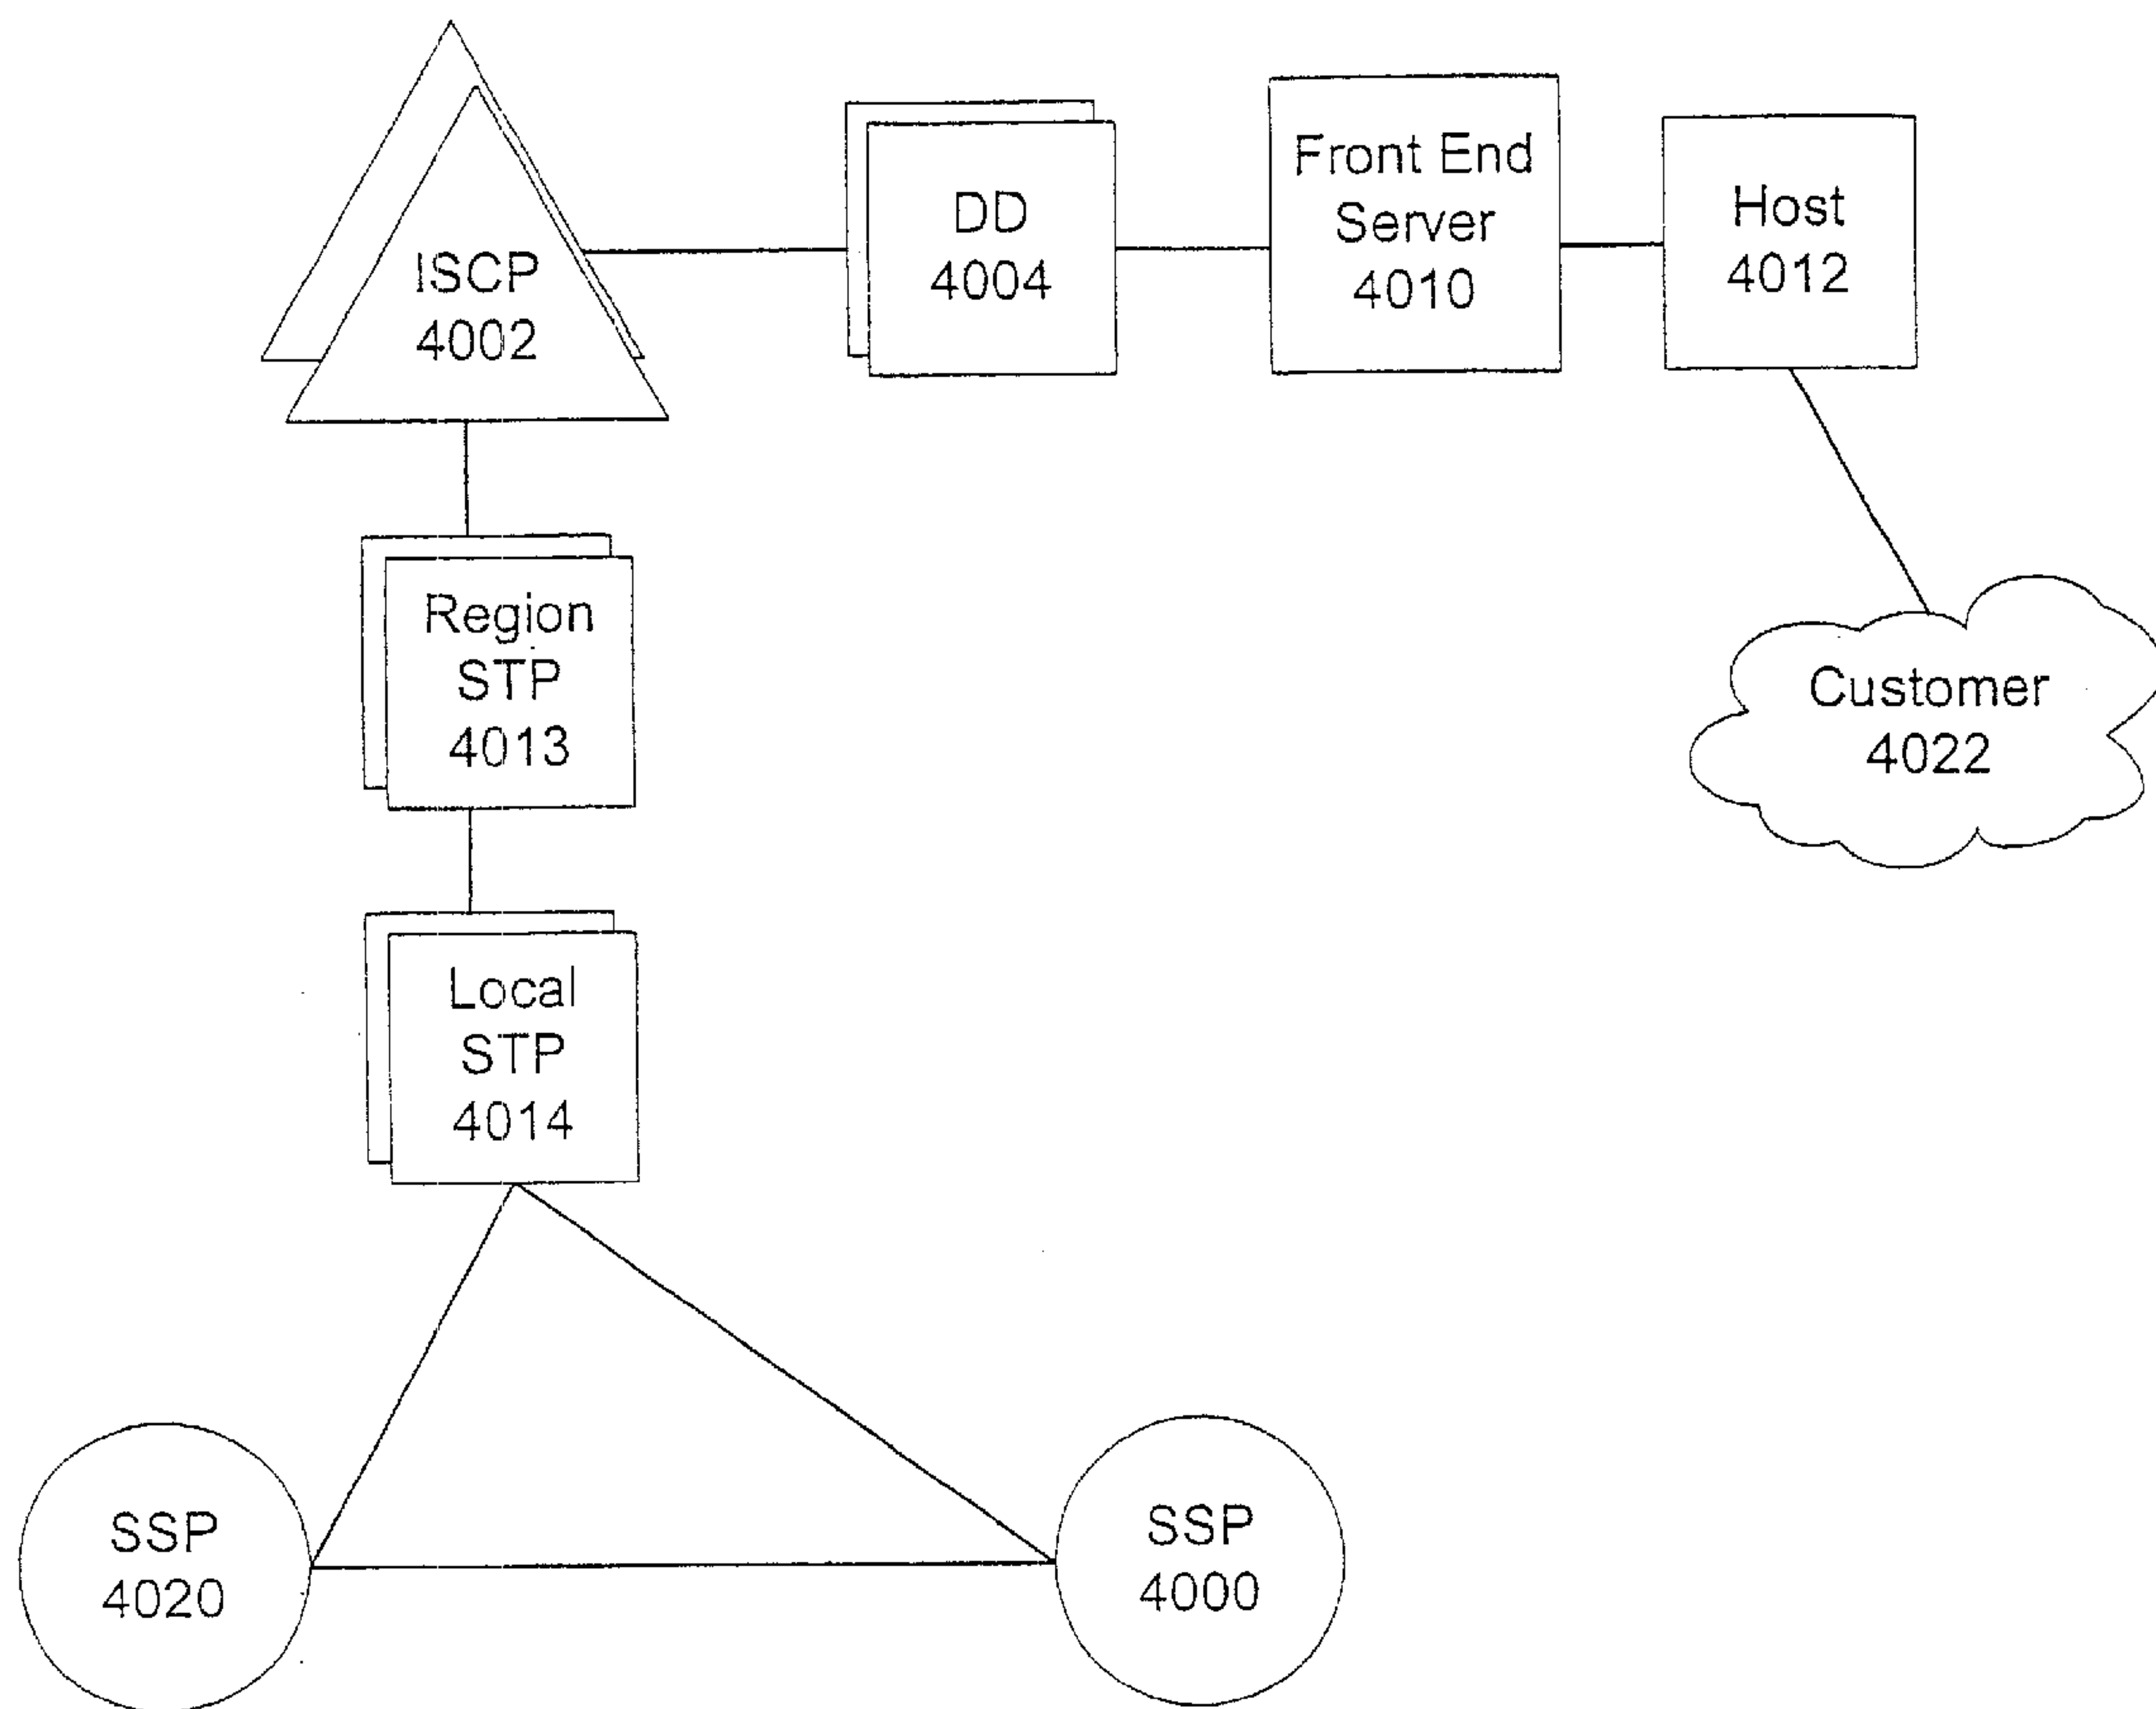 ISCP
4002
DD
4004
Front End
Server
4010
Host
4012
Region
STP
4013
Customer
4022
Local
STP
4014
SSP
4020
SSP
4000